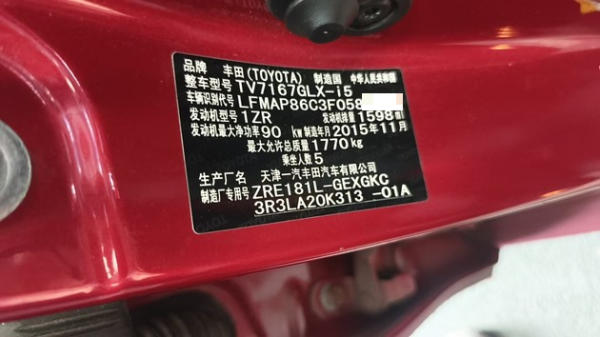 品牌 丰田(TOYOTA) 制造国 中华人民共和国
整车型号 TV7167GLX-i5
车辆识别代号 LFMAP86C3F058
发动机型号 1ZR 发动机排量 1598 ml
发动机最大净功率 90 kw 制造年月 2015年11月
最大允许总质量 1770kg
乘坐人数 5
生产厂名 天津一汽丰田汽车有限公司
制造厂专用号 ZRE181L-GEXGKC
3R3LA20K313 -01A